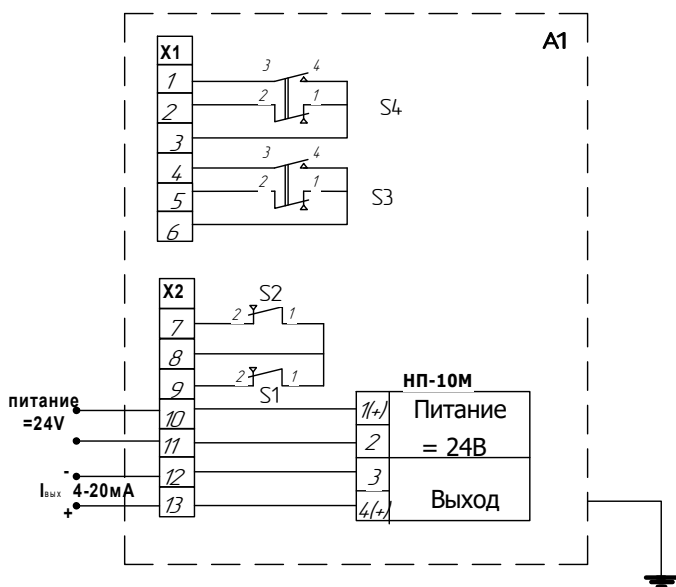 A1
X1
1
2
3
4
5
6
3 4
2 1
S4
3 4
2 1
S3
X2
7
8
9
10
11
12
13
S2
2 1
2 1
S1
питание
=24V
-
Iвых 4-20мА
+
НП-10М
1(+)
2
3
4(+)
Питание
= 24В
Выход